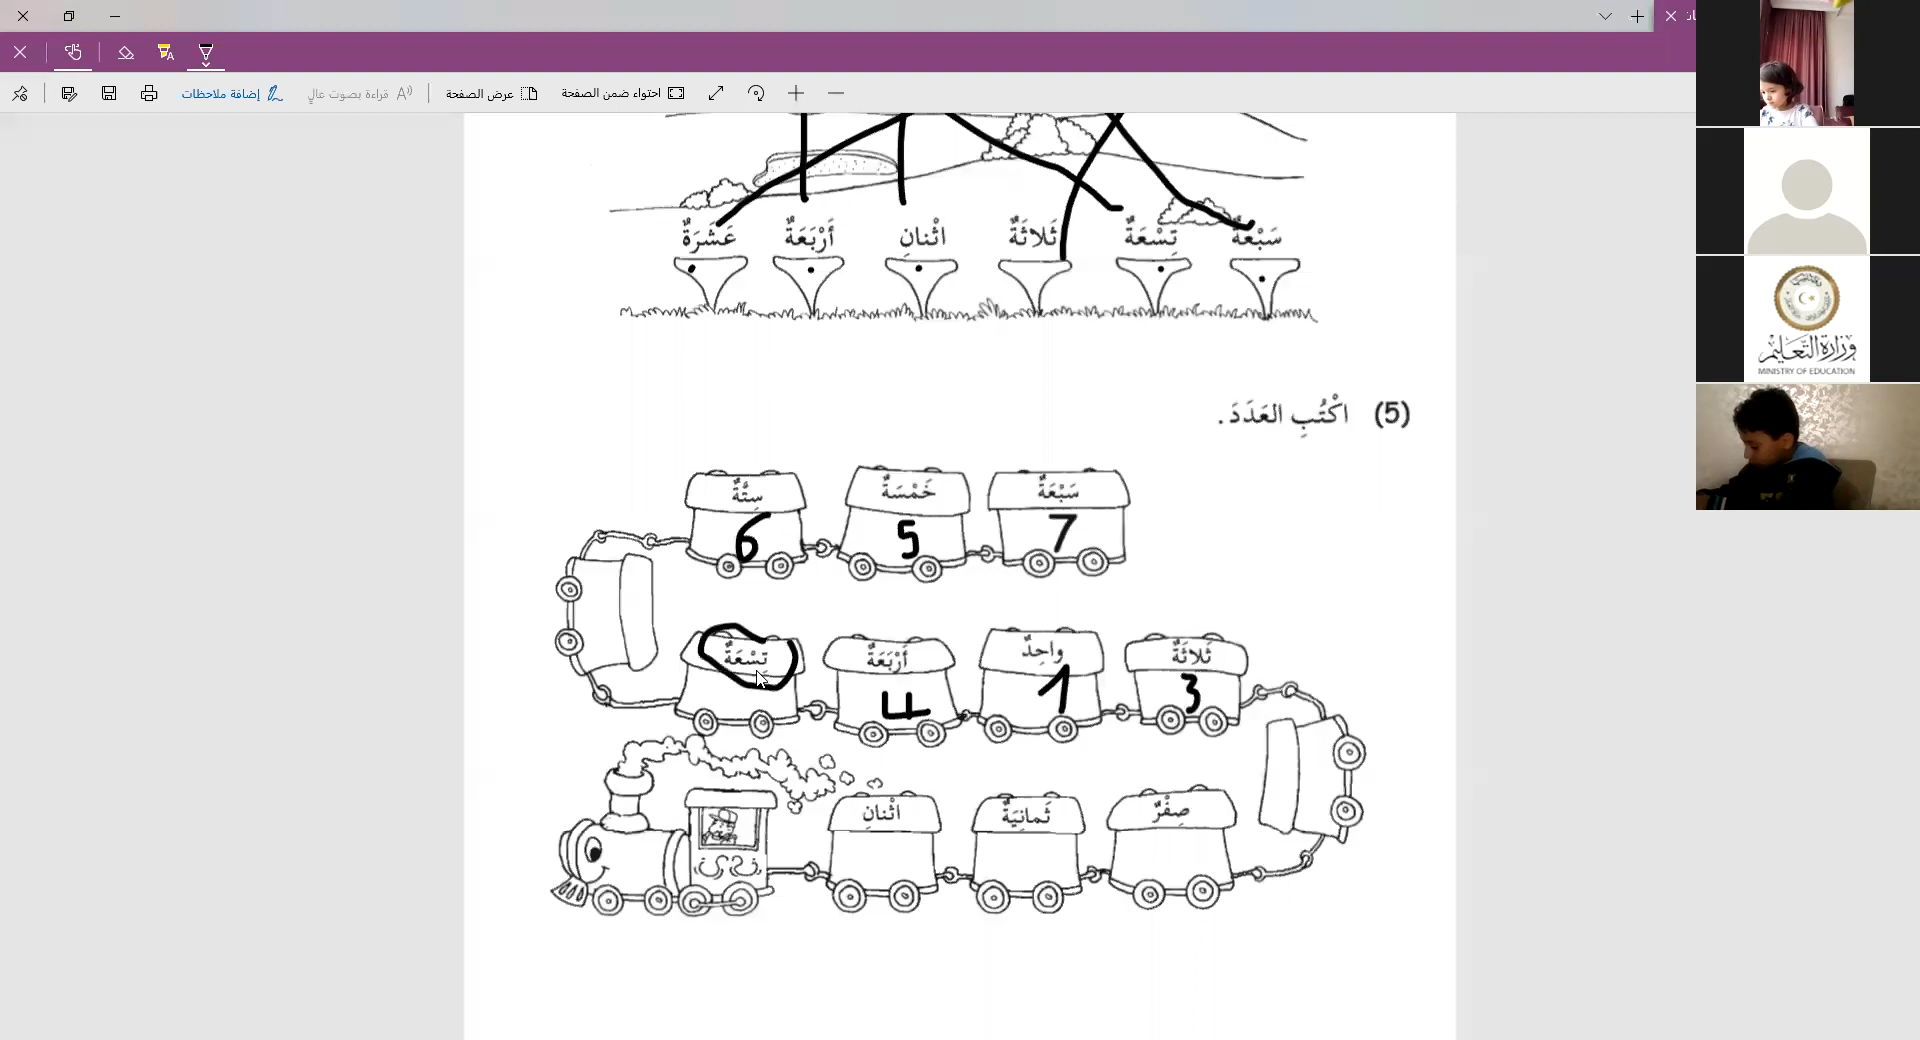 إضافة ملاحظات
قراءة بصوت عالٍ
عرض الصفحة
احتواء ضمن الصفحة
سَبْعَةٌ تِسْعَةٌ ثَلاثَةٌ اثْنانِ أَرْبَعَةٌ عَشَرَةٌ
(5) اكْتُبِ العَدَدَ.
سَبْعَةٌ خَمْسَةٌ سِتَّةٌ
7 5 6
ثَلاثَةٌ واحِدٌ أَرْبَعَةٌ تِسْعَةٌ
3 1 4
صِفْرٌ ثَمانِيَةٌ اثْنانِ
وزارة التعليم
MINISTRY OF EDUCATION